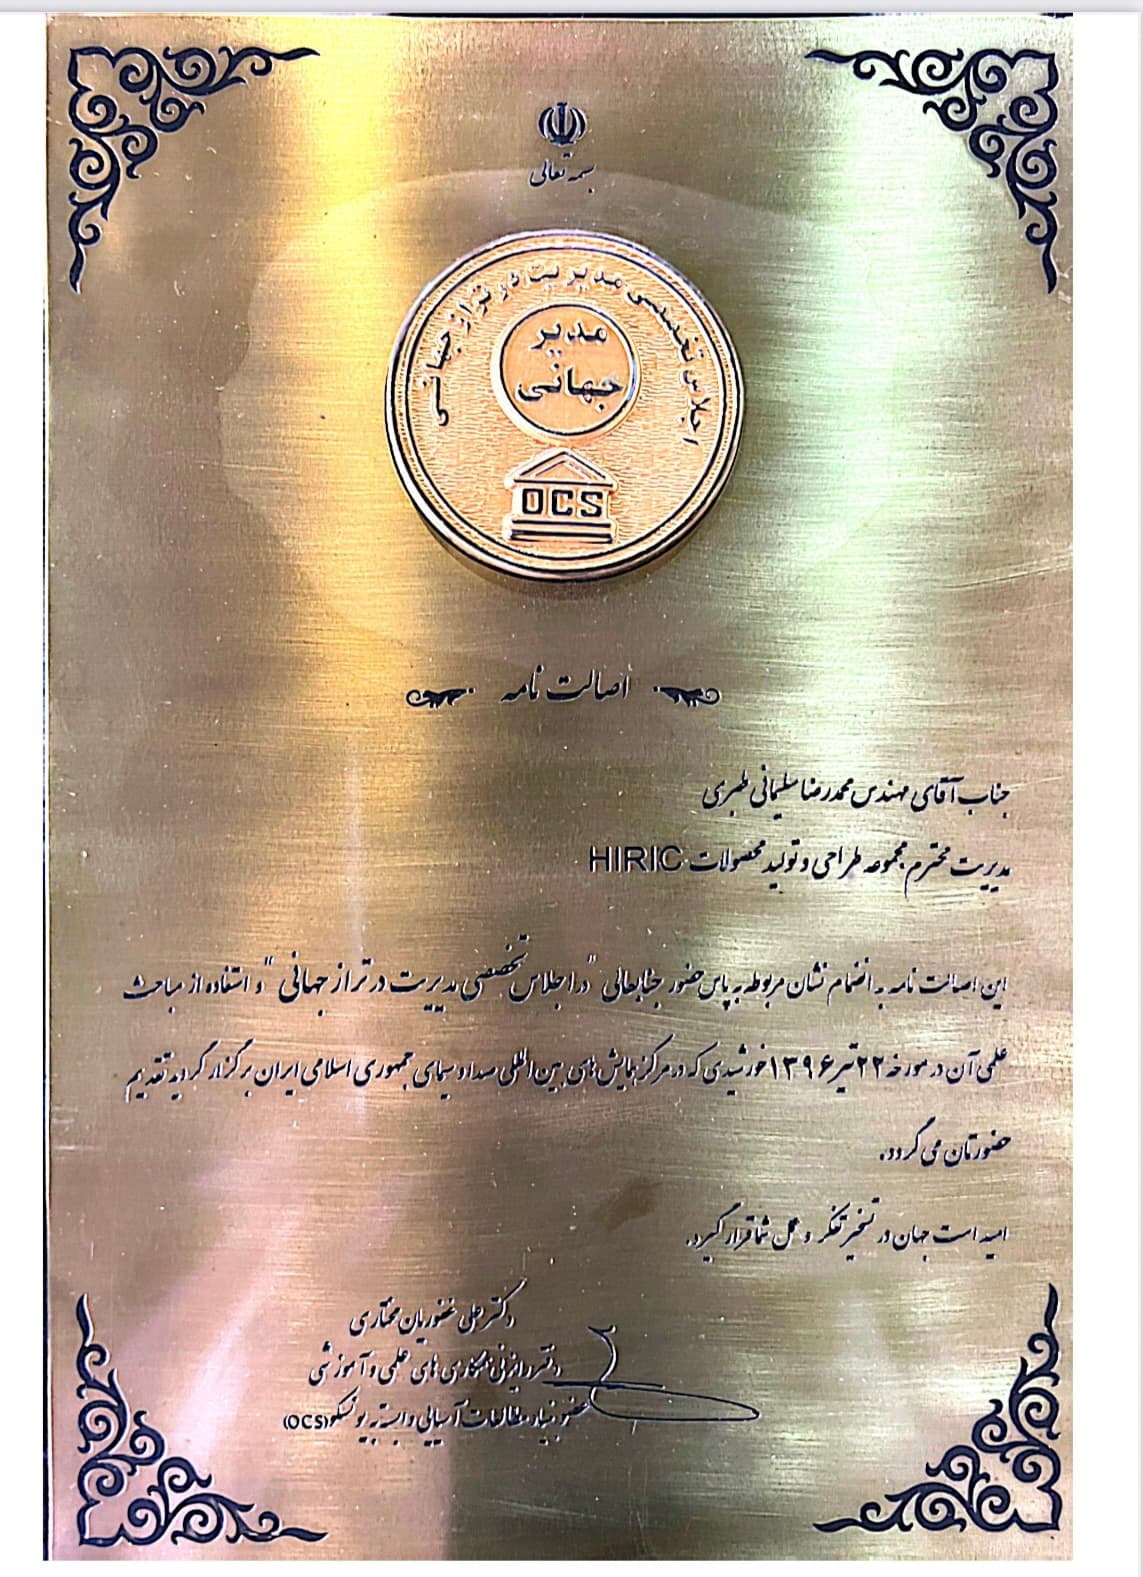 بسمه تعالی
اجلاس تخصصی مدیریت در تراز جهانی
مدیر
جهانی
OCS
اصالت نامه
جناب آقای مهندس محمدرضا سلیمانی طبری
مدیریت محترم مجموعه طراحی و تولید محصولات HIRIC
این اصالت نامه به انضمام نشان مربوطه به پاس حضور جنابعالی "در اجلاس تخصصی مدیریت در تراز جهانی" و استفاده از مباحث
علمی آن در مورخه ۲۲ تیر ۱۳۹۶ خورشیدی که در مرکز همایش های بین المللی صدا و سیمای جمهوری اسلامی ایران برگزار گردید تقدیم
حضورتان می گردد.
امید است جهان در تسخیر تفکر و عمل شما قرار گیرد.
دکتر علی غفوریان مختاری
دفتر رایزنی همکاری های علمی و آموزشی
عضو بنیاد مطالعات آسیایی وابسته به یونسکو (OCS)